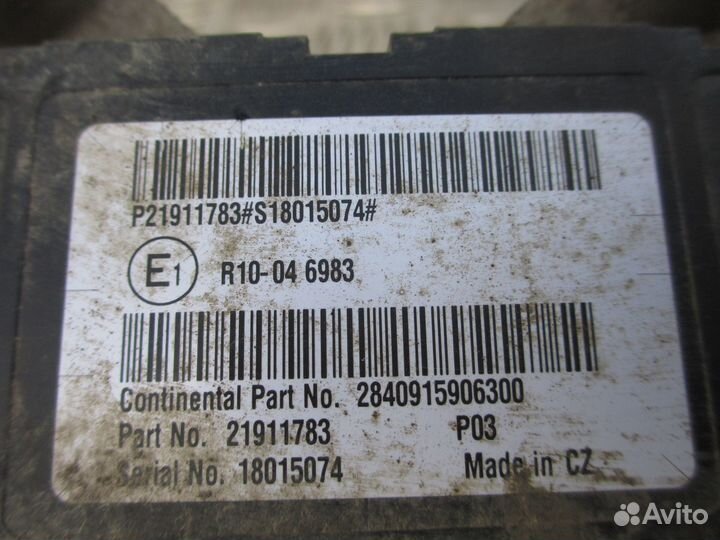 P21911783#S18015074#
E1 R10-04 6983
Continental Part No. 2840915906300
Part No. 21911783 P03
Serial No. 18015074 Made in CZ
Avito